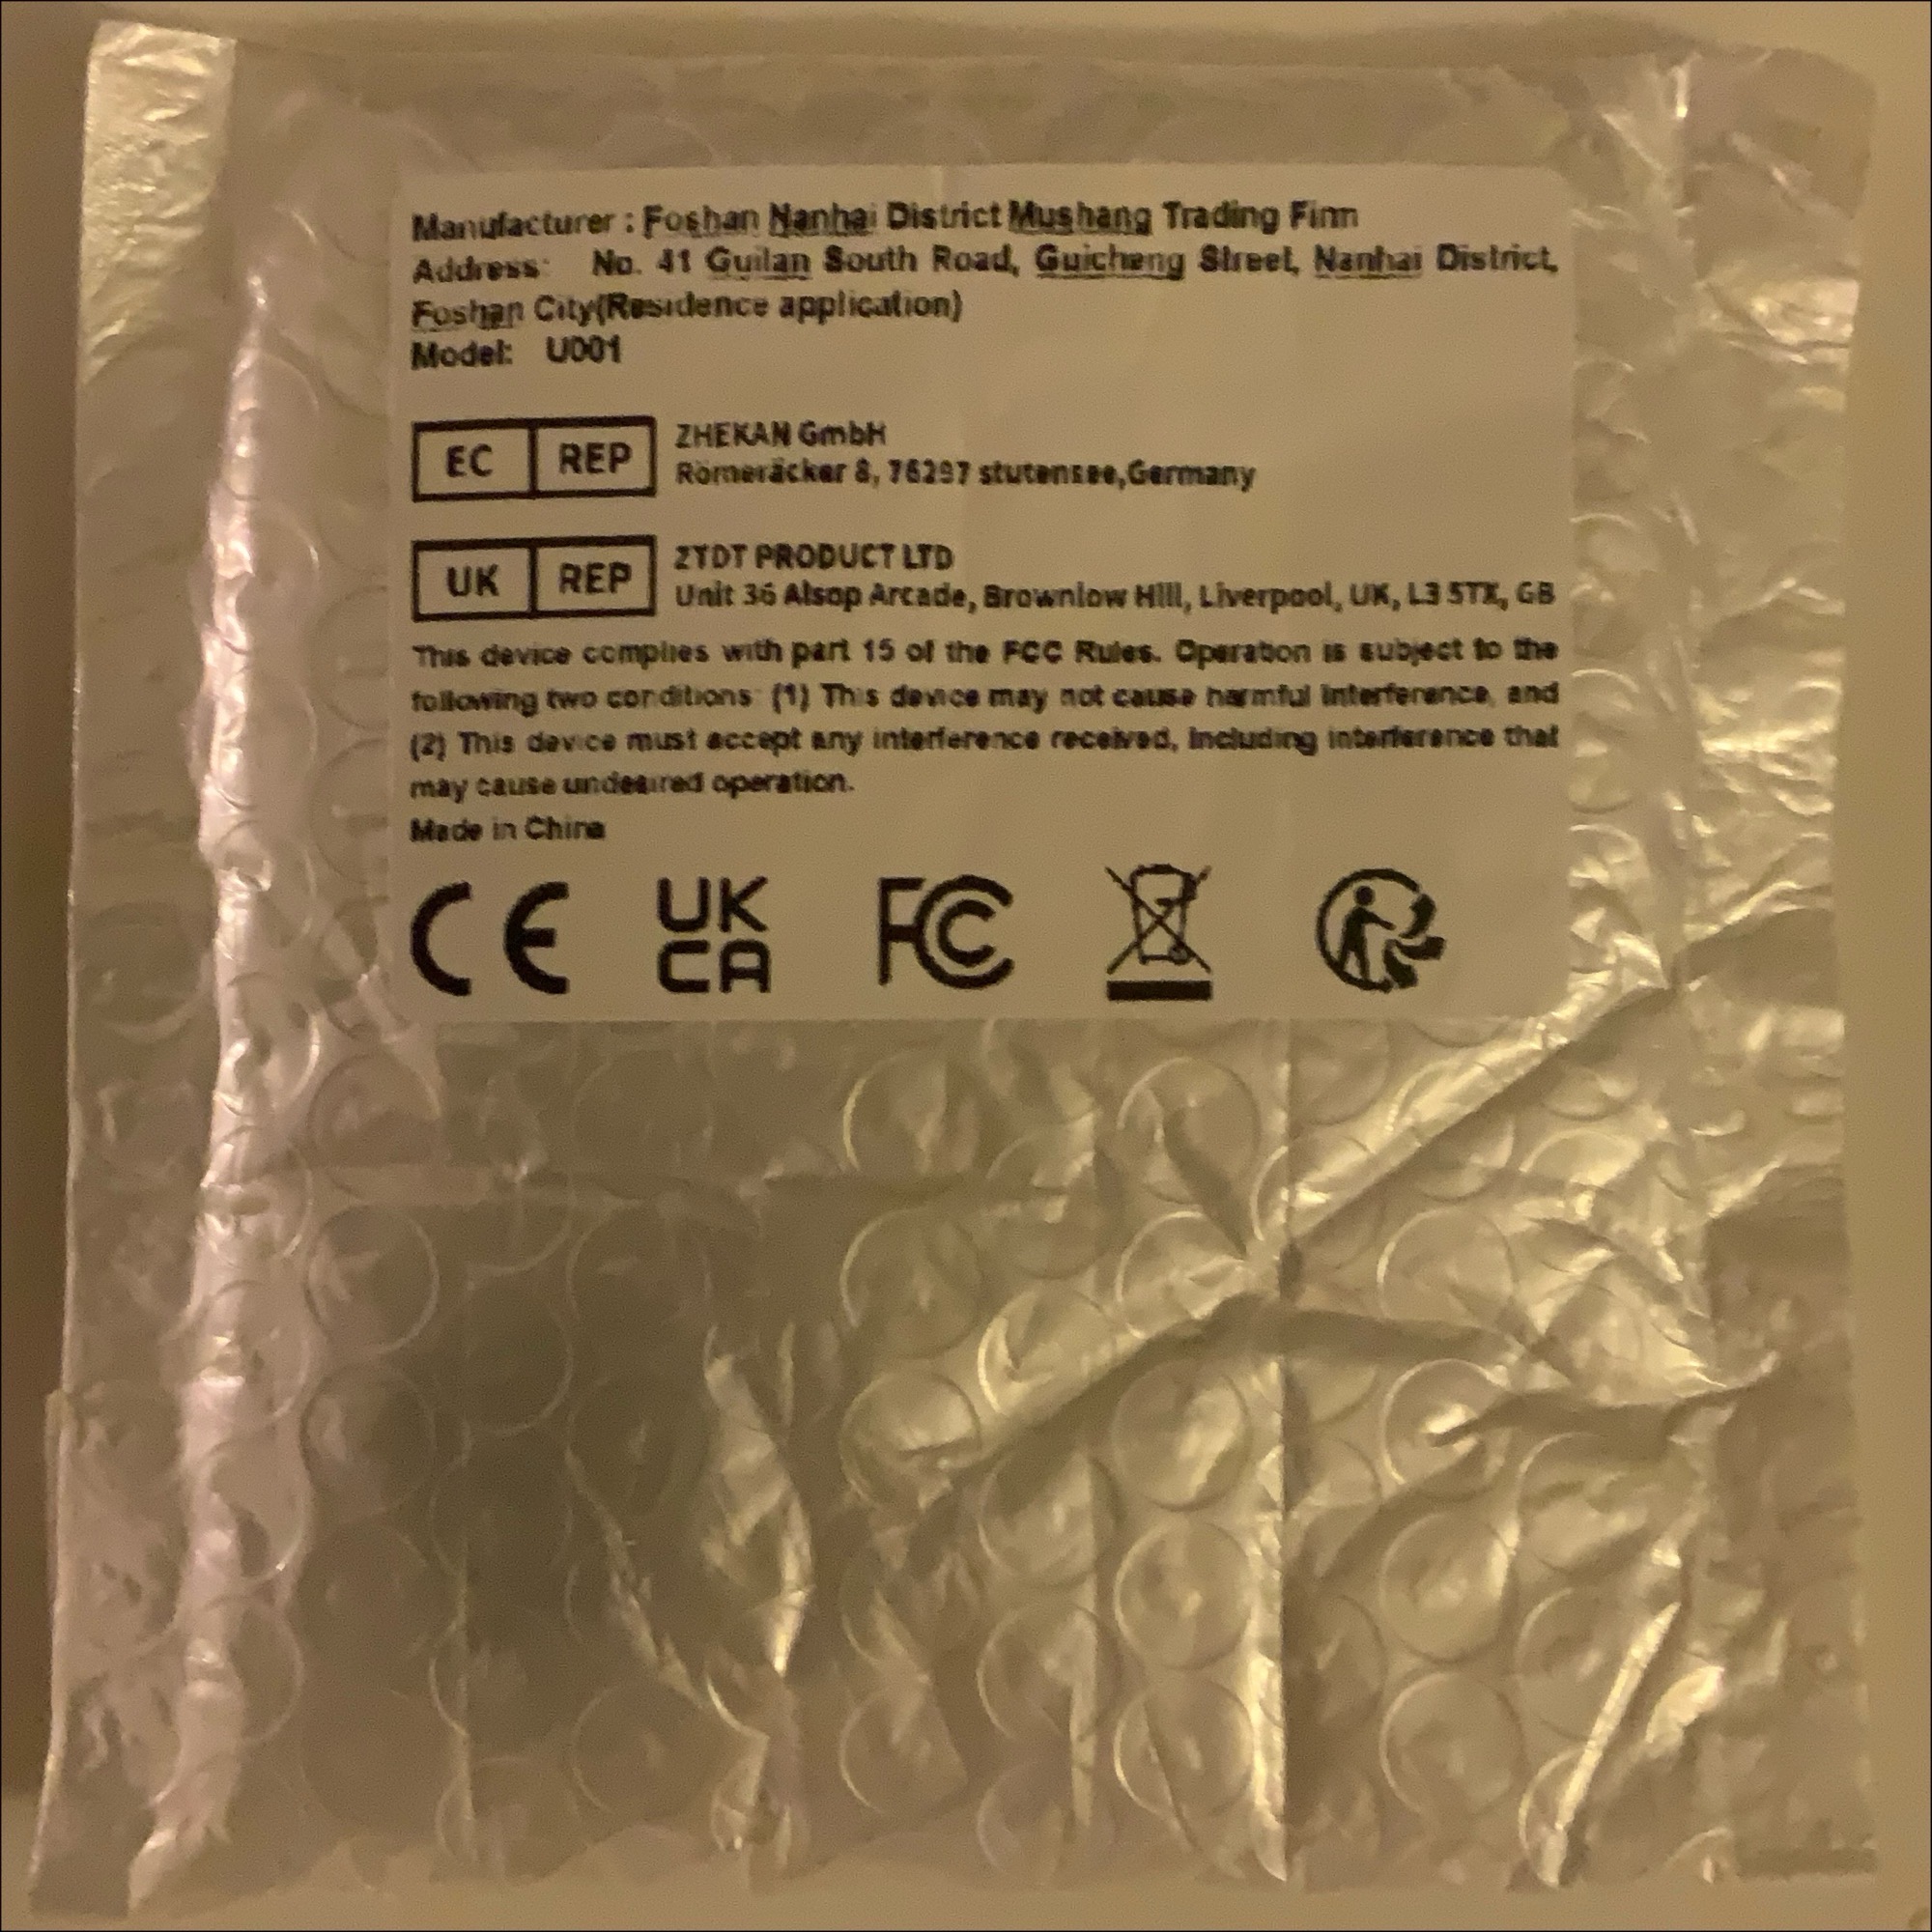 Manufacturer : Foshan Nanhai District Mushang Trading Firm
Address: No. 41 Guilan South Road, Guicheng Street, Nanhai District,
Foshan City(Residence application)
Model: U001
EC REP
ZHEKAN GmbH
Römeräcker 8, 76297 stutensee,Germany
UK REP
ZYDT PRODUCT LTD
Unit 36 Alsop Arcade, Brownlow Hill, Liverpool, UK, L3 5TX, GB
This device complies with part 15 of the FCC Rules. Operation is subject to the
following two conditions: (1) This device may not cause harmful interference, and
(2) This device must accept any interference received, including interference that
may cause undesired operation.
Made in China
CE UK CA FC